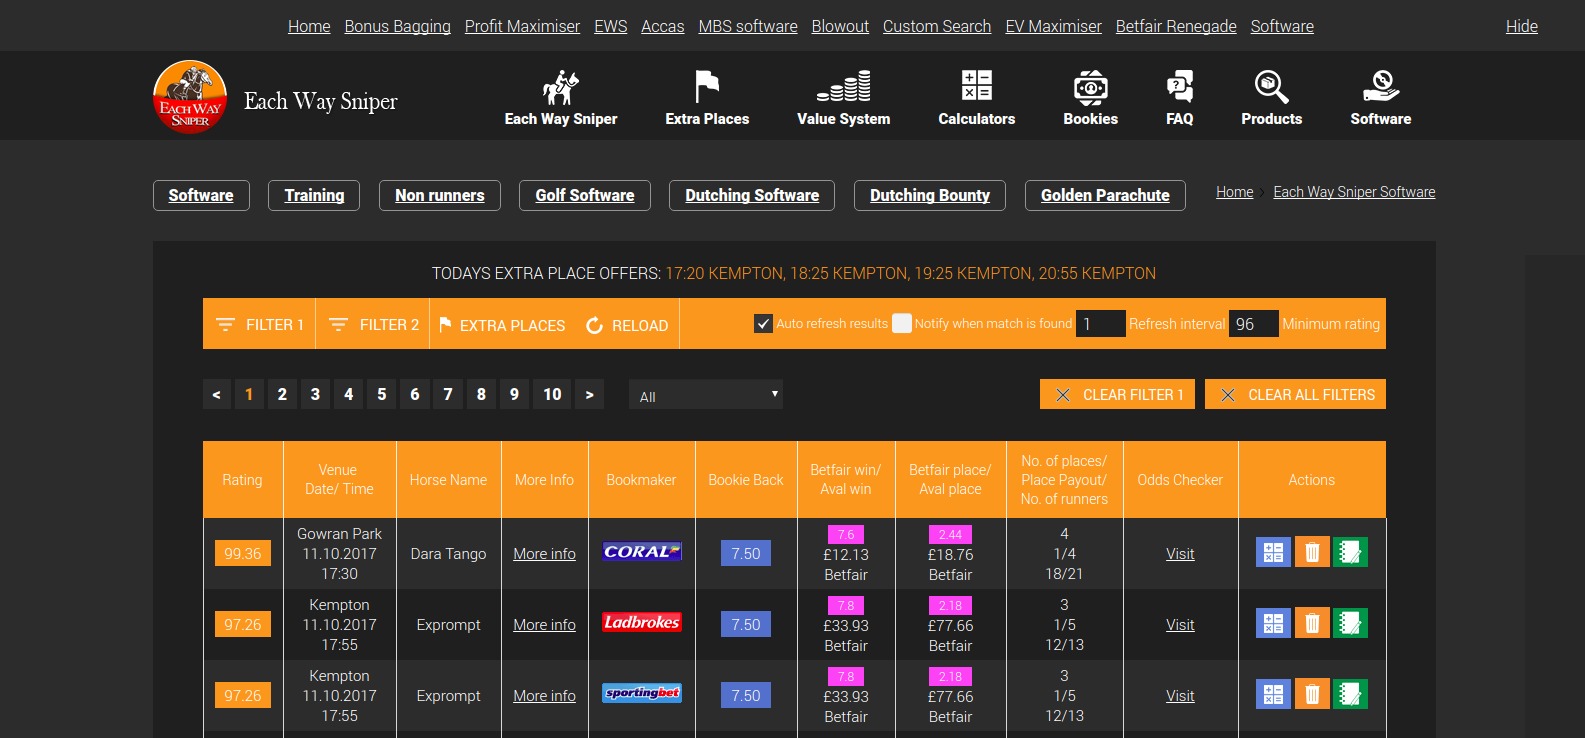 Home Bonus Bagging Profit Maximiser EWS Accas MBS software Blowout Custom Search EV Maximiser Betfair Renegade Software Hide
EACH WAY
SNIPER
Each Way Sniper
Each Way Sniper Extra Places Value System Calculators Bookies FAQ Products Software
Software Training Non runners Golf Software Dutching Software Dutching Bounty Golden Parachute Home > Each Way Sniper Software
TODAYS EXTRA PLACE OFFERS: 17:20 KEMPTON, 18:25 KEMPTON, 19:25 KEMPTON, 20:55 KEMPTON
FILTER 1 FILTER 2 EXTRA PLACES RELOAD Auto refresh results Notify when match is found 1 Refresh interval 96 Minimum rating
< 1 2 3 4 5 6 7 8 9 10 > All CLEAR FILTER 1 CLEAR ALL FILTERS
Rating Venue Date/ Time Horse Name More Info Bookmaker Bookie Back Betfair win/ Aval win Betfair place/ Aval place No. of places/ Place Payout/ No. of runners Odds Checker Actions
99.36 Gowran Park 11.10.2017 17:30 Dara Tango More info CORAL 7.50 7.6 £12.13 Betfair 2.44 £18.76 Betfair 4 1/4 18/21 Visit
97.26 Kempton 11.10.2017 17:55 Exprompt More info Ladbrokes 7.50 7.8 £33.93 Betfair 2.18 £77.66 Betfair 3 1/5 12/13 Visit
97.26 Kempton 11.10.2017 17:55 Exprompt More info sportingbet 7.50 7.8 £33.93 Betfair 2.18 £77.66 Betfair 3 1/5 12/13 Visit